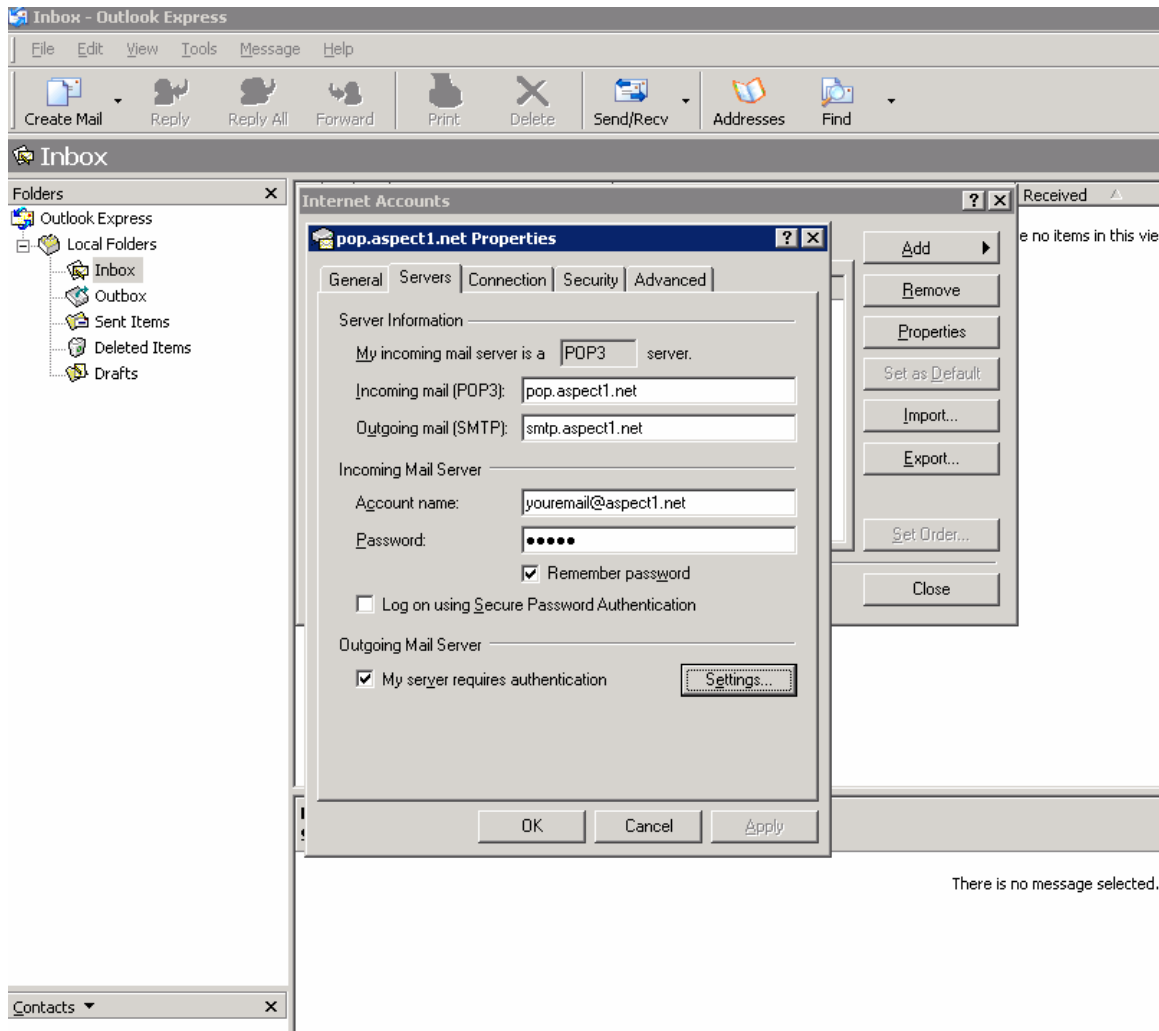 Inbox - Outlook Express
File Edit View Tools Message Help
Create Mail Reply Reply All Forward Print Delete Send/Recv Addresses Find
Inbox
Folders
Outlook Express
Local Folders
Inbox
Outbox
Sent Items
Deleted Items
Drafts
Contacts
Internet Accounts
Received
e no items in this vie
pop.aspect1.net Properties
General Servers Connection Security Advanced
Server Information
My incoming mail server is a POP3 server.
Incoming mail (POP3): pop.aspect1.net
Outgoing mail (SMTP): smtp.aspect1.net
Incoming Mail Server
Account name: youremail@aspect1.net
Password: •••••
Remember password
Log on using Secure Password Authentication
Outgoing Mail Server
My server requires authentication Settings...
OK Cancel Apply
Add
Remove
Properties
Set as Default
Import...
Export...
Set Order...
Close
There is no message selected.